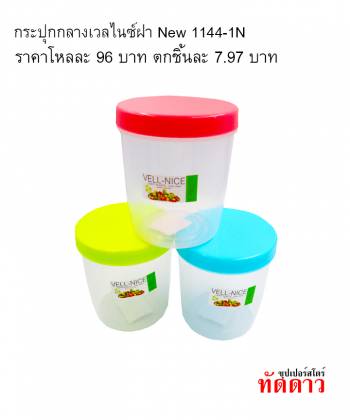 กระปุกกลางเวลไนซ์ฝา New 1144-1N
ราคาโหลละ 96 บาท ตกชิ้นละ 7.97 บาท
VELL-NICE
VELL-NICE
VELL-NICE
ซุปเปอร์สโตร์
ทัดดาว